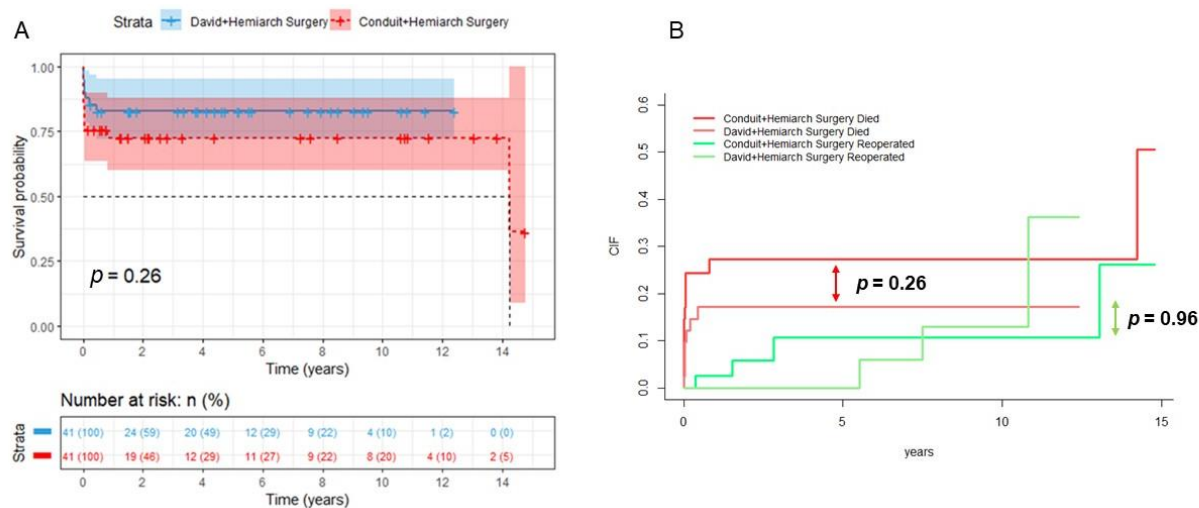 A
Strata David+Hemiarch Surgery Conduit+Hemiarch Surgery
Survival probability
1.00
0.75
0.50
0.25
0.00
p = 0.26
0 2 4 6 8 10 12 14
Time (years)
Number at risk: n (%)
Strata
41 (100) 24 (59) 20 (49) 12 (29) 9 (22) 4 (10) 1 (2) 0 (0)
41 (100) 19 (46) 12 (29) 11 (27) 9 (22) 8 (20) 4 (10) 2 (5)
0 2 4 6 8 10 12 14
Time (years)
B
CIF
0.6
0.5
0.4
0.3
0.2
0.1
0.0
Conduit+Hemiarch Surgery Died
David+Hemiarch Surgery Died
Conduit+Hemiarch Surgery Reoperated
David+Hemiarch Surgery Reoperated
p = 0.26
p = 0.96
0 5 10 15
years